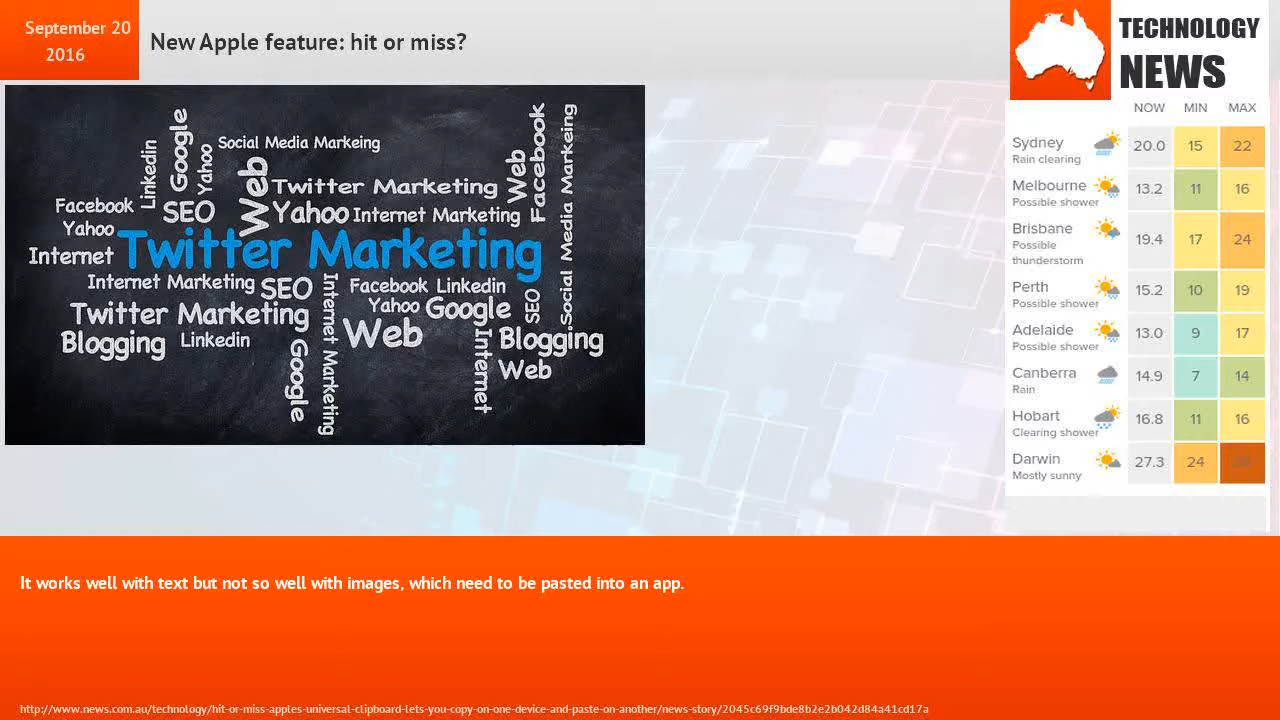 September 20
2016
New Apple feature: hit or miss?
TECHNOLOGY
NEWS
Linkedin
Google
Yahoo
Social Media Markeing
Web
Twitter Marketing
Web
Facebook
Social Media Markeing
Facebook
SEO
Yahoo
Internet Marketing
Yahoo
Internet
Twitter Marketing
Internet Marketing
SEO
Internet Marketing
Facebook
Linkedin
Yahoo
Google
SEO
Twitter Marketing
Web
Blogging
Linkedin
Google
Internet
Blogging
Web
NOW MIN MAX
Sydney 20.0 15 22
Rain clearing
Melbourne 13.2 11 16
Possible shower
Brisbane 19.4 17 24
Possible
thunderstorm
Perth 15.2 10 19
Possible shower
Adelaide 13.0 9 17
Possible shower
Canberra 14.9 7 14
Rain
Hobart 16.8 11 16
Clearing shower
Darwin 27.3 24
Mostly sunny
It works well with text but not so well with images, which need to be pasted into an app.
http://www.news.com.au/technology/hit-or-miss-apples-universal-clipboard-lets-you-copy-on-one-device-and-paste-on-another/news-story/2045c69f9bde8b2e2b042d84a41cd17a